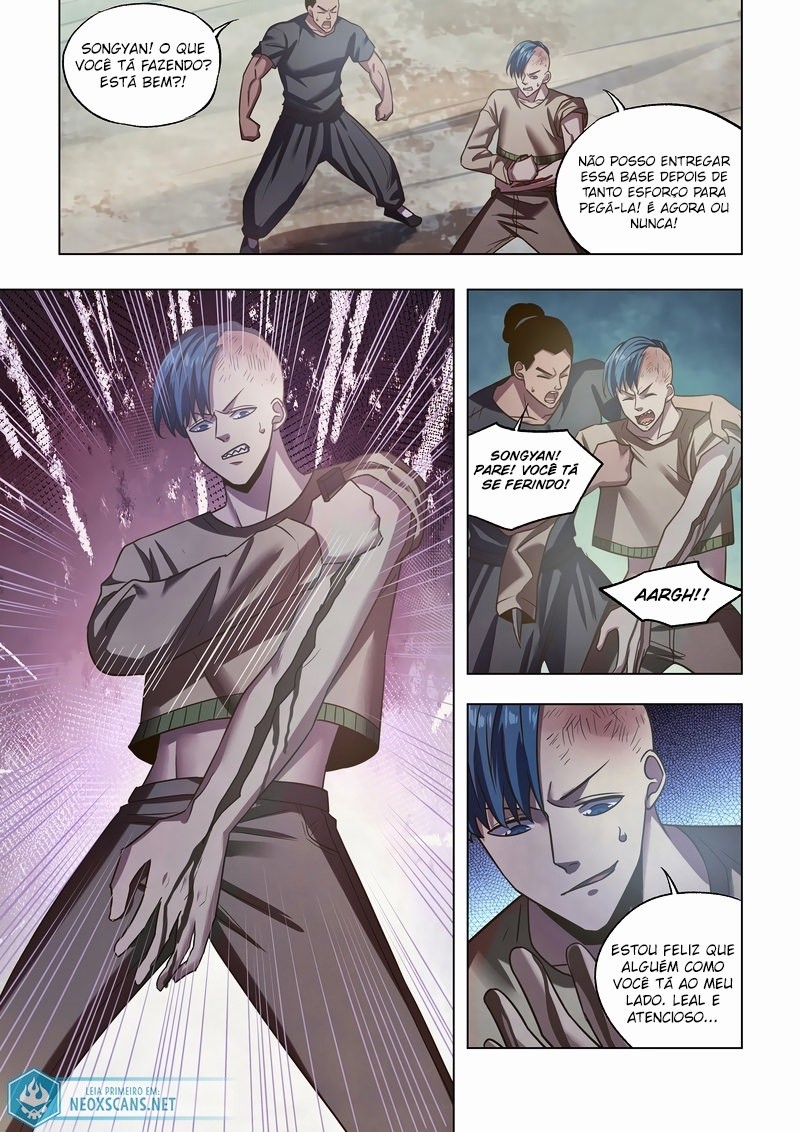 SONGYAN! O QUE
VOCÊ TÁ FAZENDO?
ESTÁ BEM?!
NÃO POSSO ENTREGAR
ESSA BASE DEPOIS DE
TANTO ESFORÇO PARA
PEGÁ-LA! É AGORA OU
NUNCA!
SONGYAN!
PARE! VOCÊ TÁ
SE FERINDO!
AARGH!!
ESTOU FELIZ QUE
ALGUÉM COMO
VOCÊ TÁ AO MEU
LADO. LEAL E
ATENCIOSO...
LEIA PRIMEIRO EM:
NEOXSCANS.NET